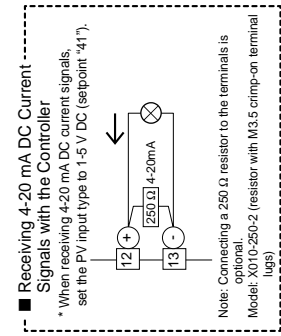 ■ Receiving 4-20 mA DC Current
Signals with the Controller
* When receiving 4-20 mA DC current signals,
set the PV input type to 1-5 V DC (setpoint “41”).
12
+
250 Ω
4-20mA
13
-
Note: Connecting a 250 Ω resistor to the terminals is
optional.
Model: X010-250-2 (resistor with M3.5 crimp-on terminal
lugs)